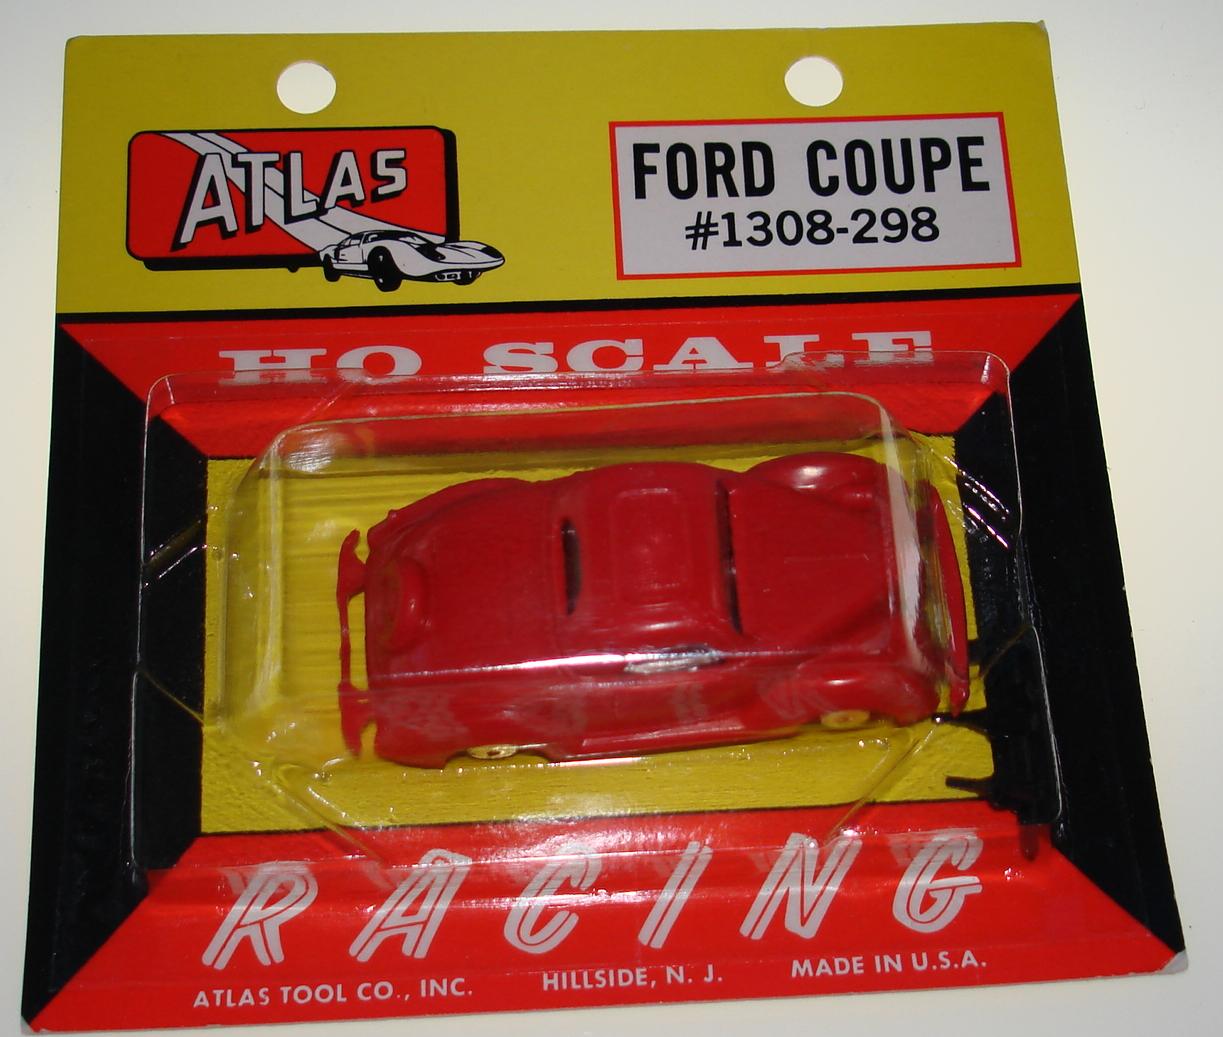 ATLAS
FORD COUPE
#1308-298
HO SCALE
RACING
ATLAS TOOL CO., INC. HILLSIDE, N. J. MADE IN U.S.A.